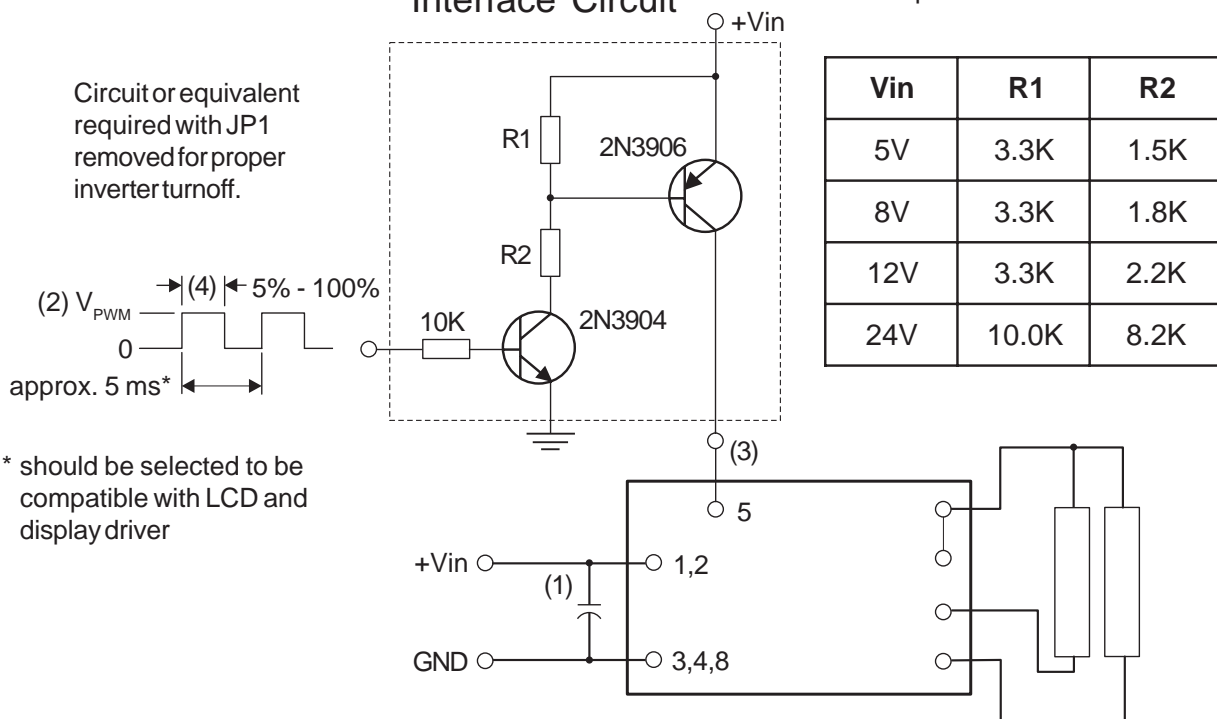 Interface Circuit
+Vin
Circuit or equivalent
required with JP1
removed for proper
inverter turnoff.
R1
2N3906
R2
(2) VPWM
(4)
5% - 100%
0
approx. 5 ms*
10K
2N3904
Vin R1 R2
5V 3.3K 1.5K
8V 3.3K 1.8K
12V 3.3K 2.2K
24V 10.0K 8.2K
* should be selected to be
compatible with LCD and
display driver
(3)
5
+Vin
(1)
1,2
GND
3,4,8